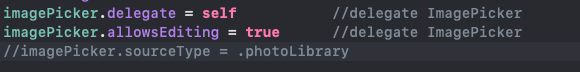 imagePicker.delegate = self          //delegate ImagePicker
imagePicker.allowsEditing = true     //delegate ImagePicker
//imagePicker.sourceType = .photoLibrary